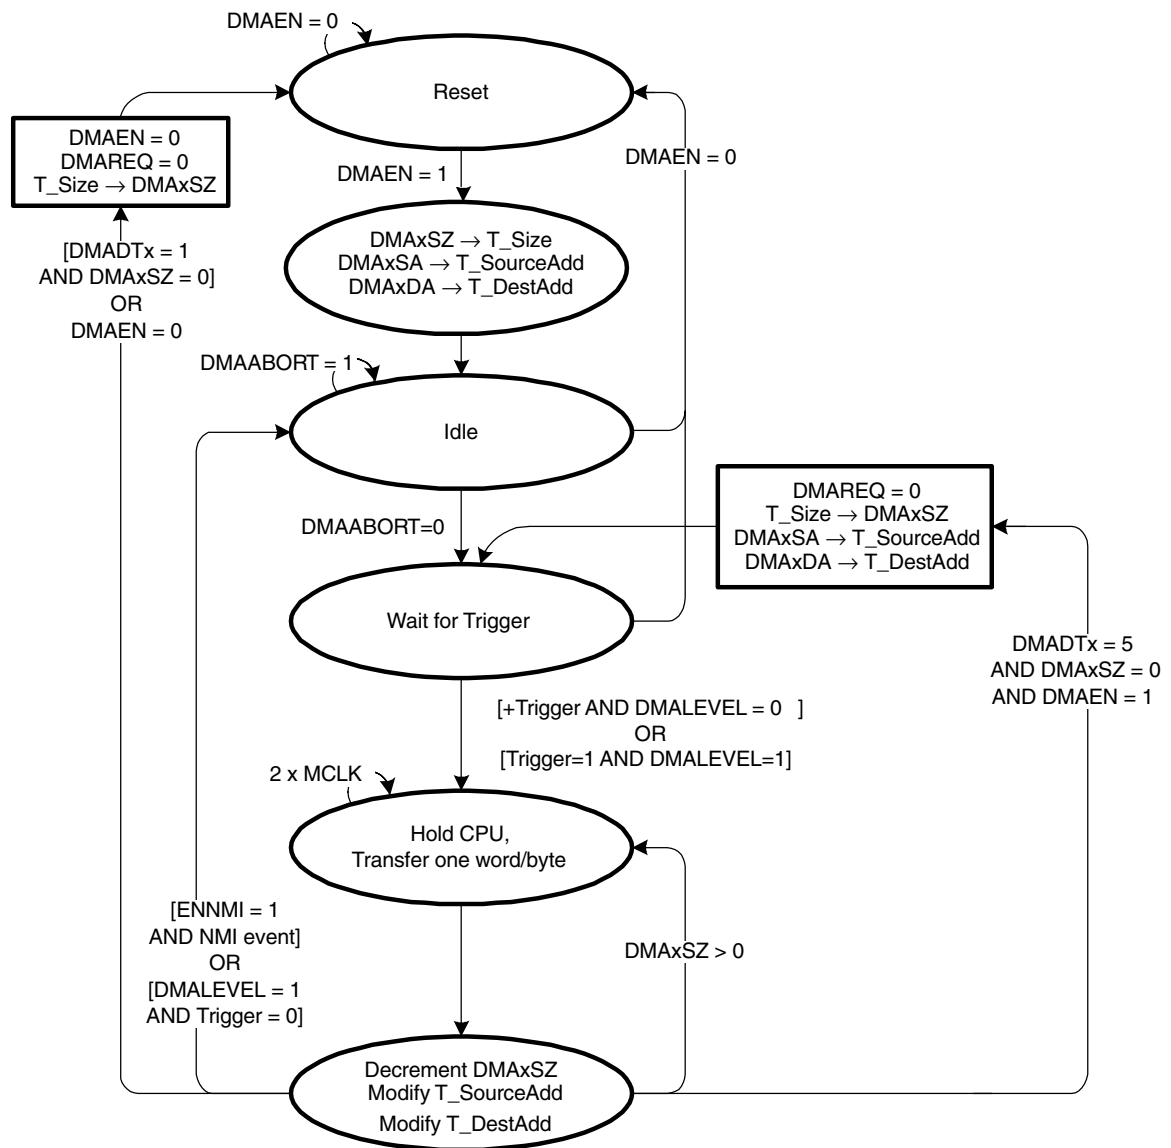 DMAEN = 0
Reset
DMAEN = 0
DMAREQ = 0
T_Size → DMAxSZ
DMAEN = 0
DMAEN = 1
[DMADTx = 1
AND DMAxSZ = 0]
OR
DMAEN = 0
DMAxSZ → T_Size
DMAxSA → T_SourceAdd
DMAxDA → T_DestAdd
DMAABORT = 1
Idle
DMAABORT=0
DMAREQ = 0
T_Size → DMAxSZ
DMAxSA → T_SourceAdd
DMAxDA → T_DestAdd
Wait for Trigger
DMADTx = 5
AND DMAxSZ = 0
AND DMAEN = 1
[+Trigger AND DMALEVEL = 0 ]
OR
[Trigger=1 AND DMALEVEL=1]
2 x MCLK
Hold CPU,
Transfer one word/byte
[ENNMI = 1
AND NMI event]
OR
[DMALEVEL = 1
AND Trigger = 0]
DMAxSZ > 0
Decrement DMAxSZ
Modify T_SourceAdd
Modify T_DestAdd